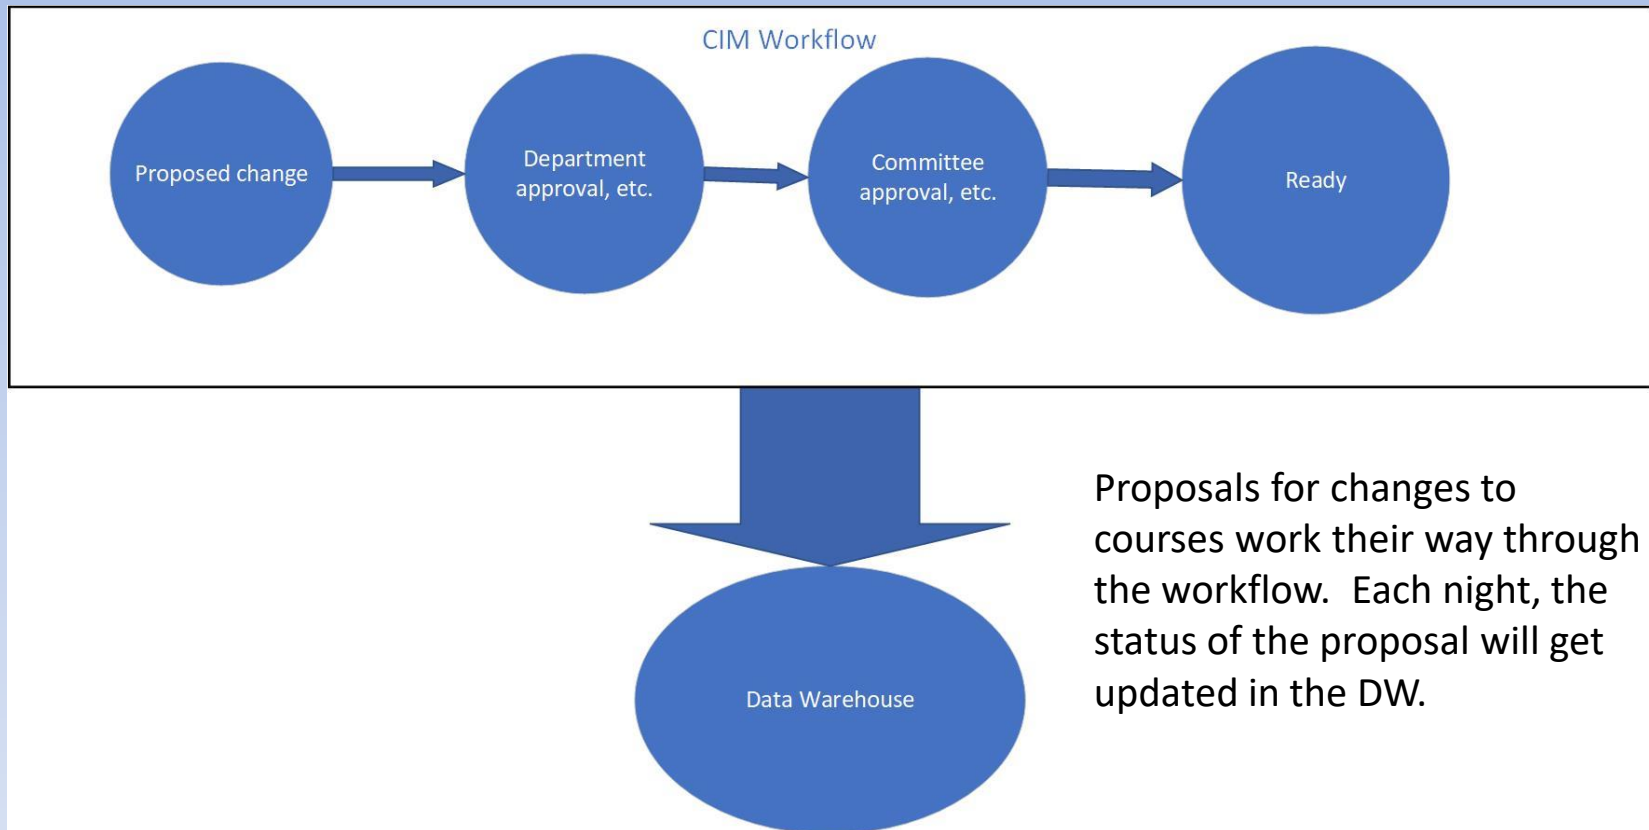 CIM Workflow
Proposed change
Department
approval, etc.
Committee
approval, etc.
Ready
Proposals for changes to
courses work their way through
the workflow.  Each night, the
status of the proposal will get
updated in the DW.
Data Warehouse